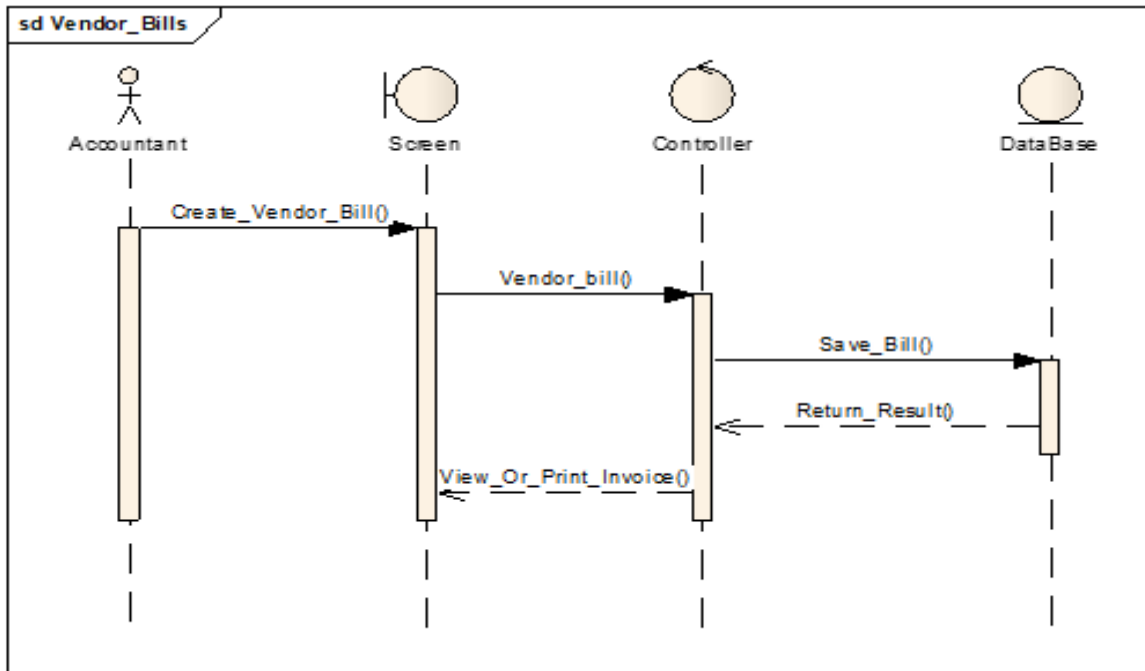 sd Vendor_Bills
Accountant
Screen
Controller
DataBase
Create_Vendor_Bill()
Vendor_bill()
Save_Bill()
Return_Result()
View_Or_Print_Invoice()